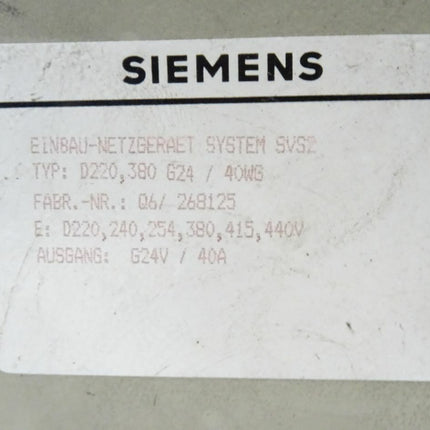 SIEMENS
EINBAU-NETZGERAET SYSTEM SVS2
TYP: D220,380 G24 / 40WG
FABR.-NR.: Q6/ 268125
E: D220,240,254,380,415,440V
AUSGANG: G24V / 40A